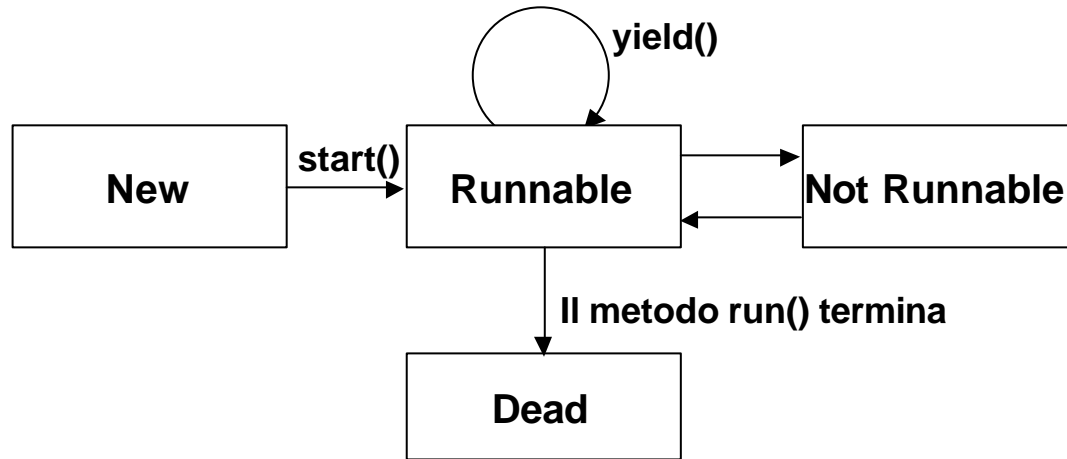 yield()
New
start()
Runnable
Not Runnable
Il metodo run() termina
Dead